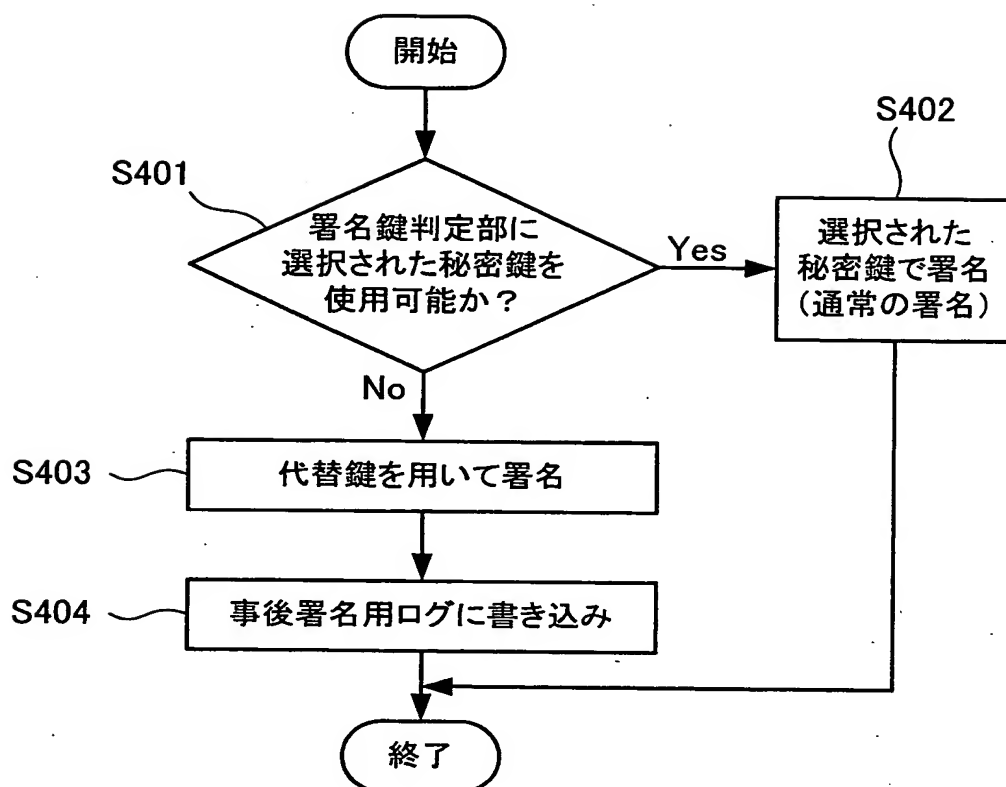 開始
S401
署名鍵判定部に
選択された秘密鍵を
使用可能か？
Yes
S402
選択された
秘密鍵で署名
（通常の署名）
No
S403
代替鍵を用いて署名
S404
事後署名用ログに書き込み
終了